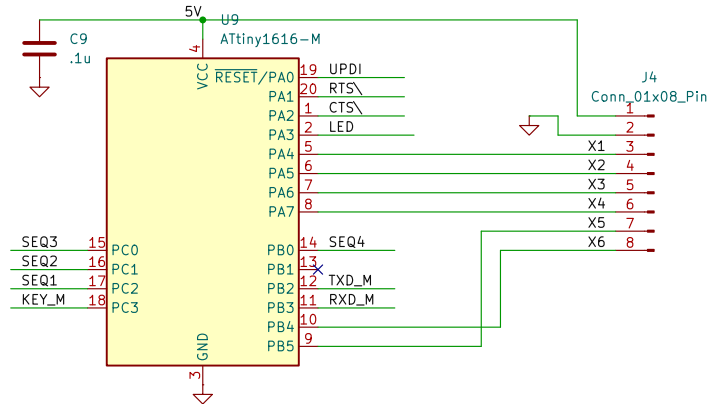 5V
U9
ATtiny1616-M
C9
.1u
4
VCC
RESET/PA0 19 UPDI
PA1 20 RTS\
PA2 1 CTS\
PA3 2 LED
PA4 5 X1
PA5 6 X2
PA6 7 X3
PA7 8 X4
J4
Conn_01x08_Pin
1
2
3
4
5
6
X5 7
X6 8
SEQ3 15 PC0
SEQ2 16 PC1
SEQ1 17 PC2
KEY_M 18 PC3
PB0 14 SEQ4
PB1 13
PB2 12 TXD_M
PB3 11 RXD_M
PB4 10
PB5 9
GND
3